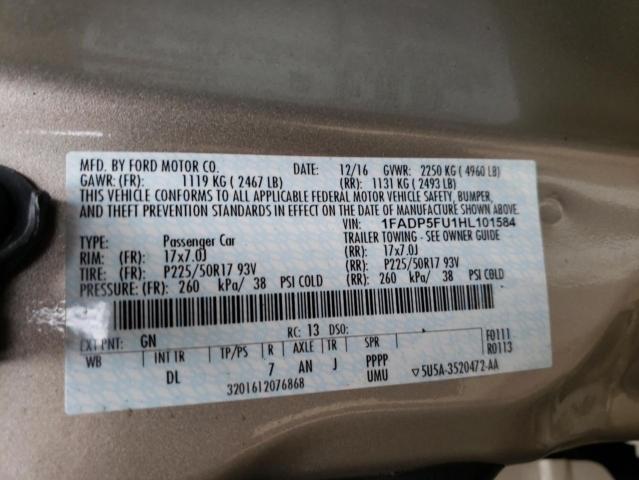 MFD. BY FORD MOTOR CO. DATE: 12/16 GVWR: 2250 KG ( 4960 LB)
GAWR: (FR): 1119 KG ( 2467 LB) (RR): 1131 KG ( 2493 LB)
THIS VEHICLE CONFORMS TO ALL APPLICABLE FEDERAL MOTOR VEHICLE SAFETY, BUMPER,
AND THEFT PREVENTION STANDARDS IN EFFECT ON THE DATE OF MANUFACTURE SHOWN ABOVE.
VIN: 1FADP5FU1HL101584
TYPE: Passenger Car TRAILER TOWING - SEE OWNER GUIDE
RIM: (FR): 17x7.0J (RR): 17x7.0J
TIRE: (FR): P225/50R17 93V (RR): P225/50R17 93V
PRESSURE: (FR): 260 kPa/ 38 PSI COLD (RR): 260 kPa/ 38 PSI COLD
EXT PNT: GN RC: 13 DSO: F0111
WB INT TR TP/PS R AXLE TR SPR R0113
DL 7 AN J PPPP
3201612076868 UMU ▽5U5A-3520472-AA